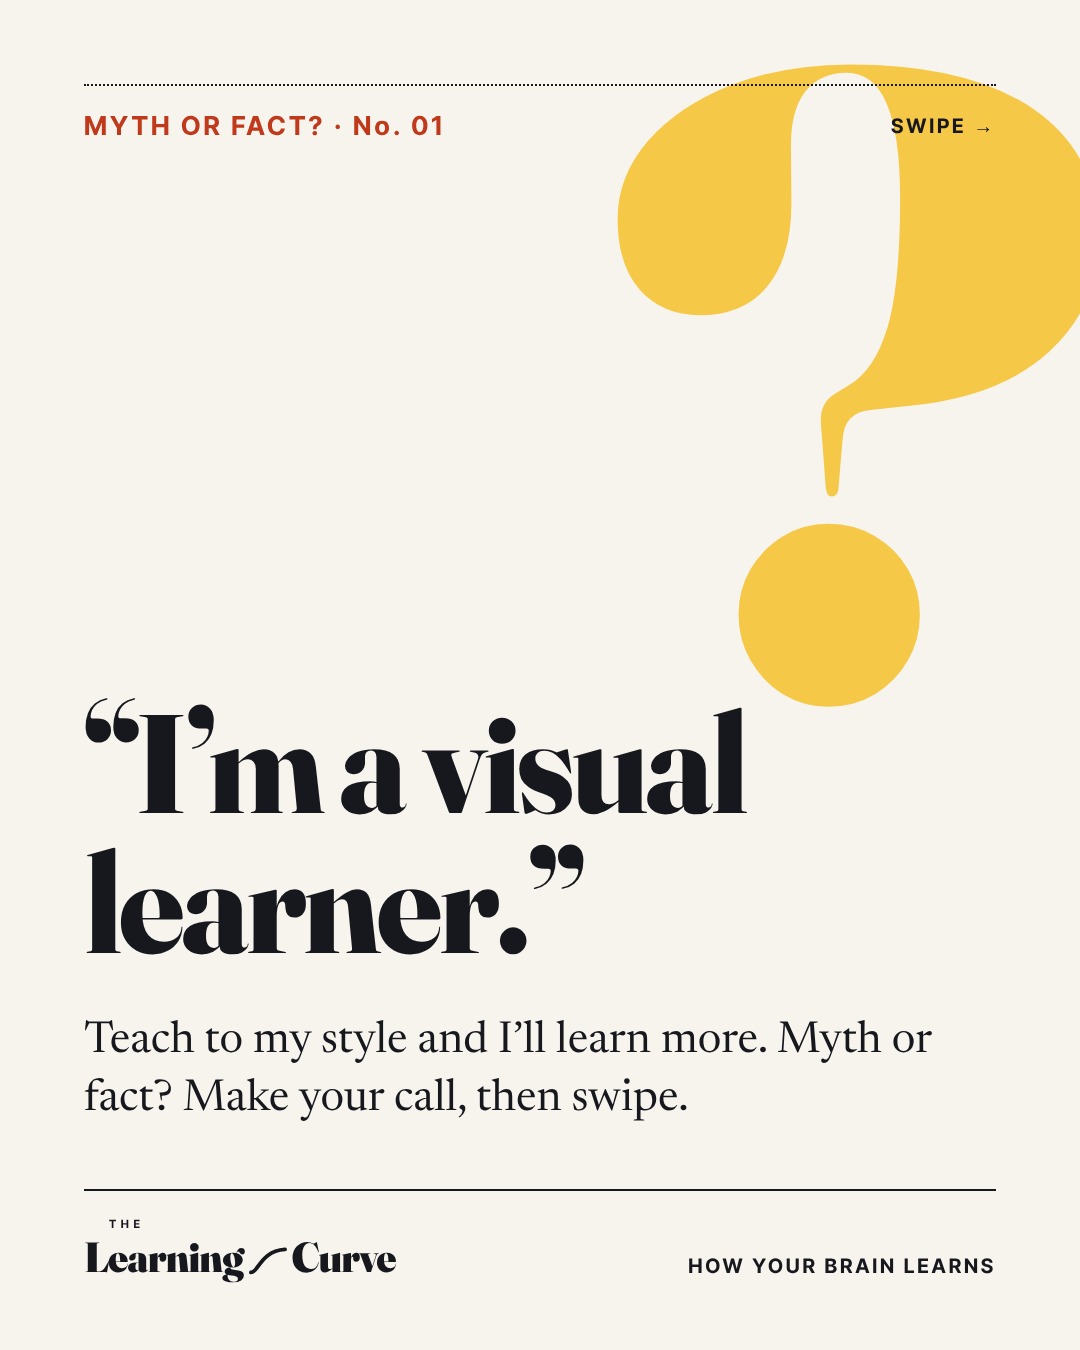 MYTH OR FACT? · No. 01
SWIPE →
?
“I’m a visual
learner.”
Teach to my style and I’ll learn more. Myth or
fact? Make your call, then swipe.
THE
Learning Curve
HOW YOUR BRAIN LEARNS